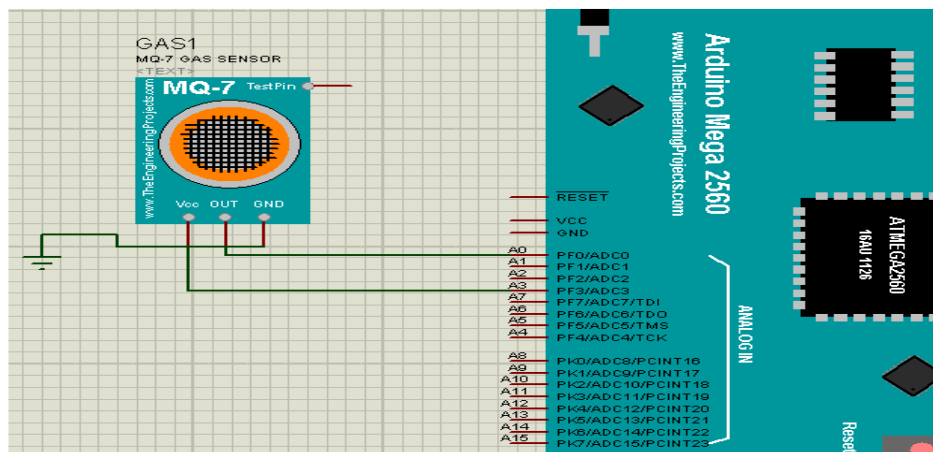 GAS1
MQ-7 GAS SENSOR
<TEXT>
MQ-7 TestPin
www.TheEngineeringProjects.com
Vcc OUT GND
Arduino Mega 2560
www.TheEngineeringProjects.com
ATMEGA2560
16AU 1126
RESET
VCC
GND
A0 PF0/ADC0
A1 PF1/ADC1
A2 PF2/ADC2
A3 PF3/ADC3
A7 PF7/ADC7/TDI
A6 PF6/ADC6/TDO
A5 PF5/ADC5/TMS
A4 PF4/ADC4/TCK
A8 PK0/ADC8/PCINT16
A9 PK1/ADC9/PCINT17
A10 PK2/ADC10/PCINT18
A11 PK3/ADC11/PCINT19
A12 PK4/ADC12/PCINT20
A13 PK5/ADC13/PCINT21
A14 PK6/ADC14/PCINT22
A15 PK7/ADC15/PCINT23
ANALOG IN
Reset